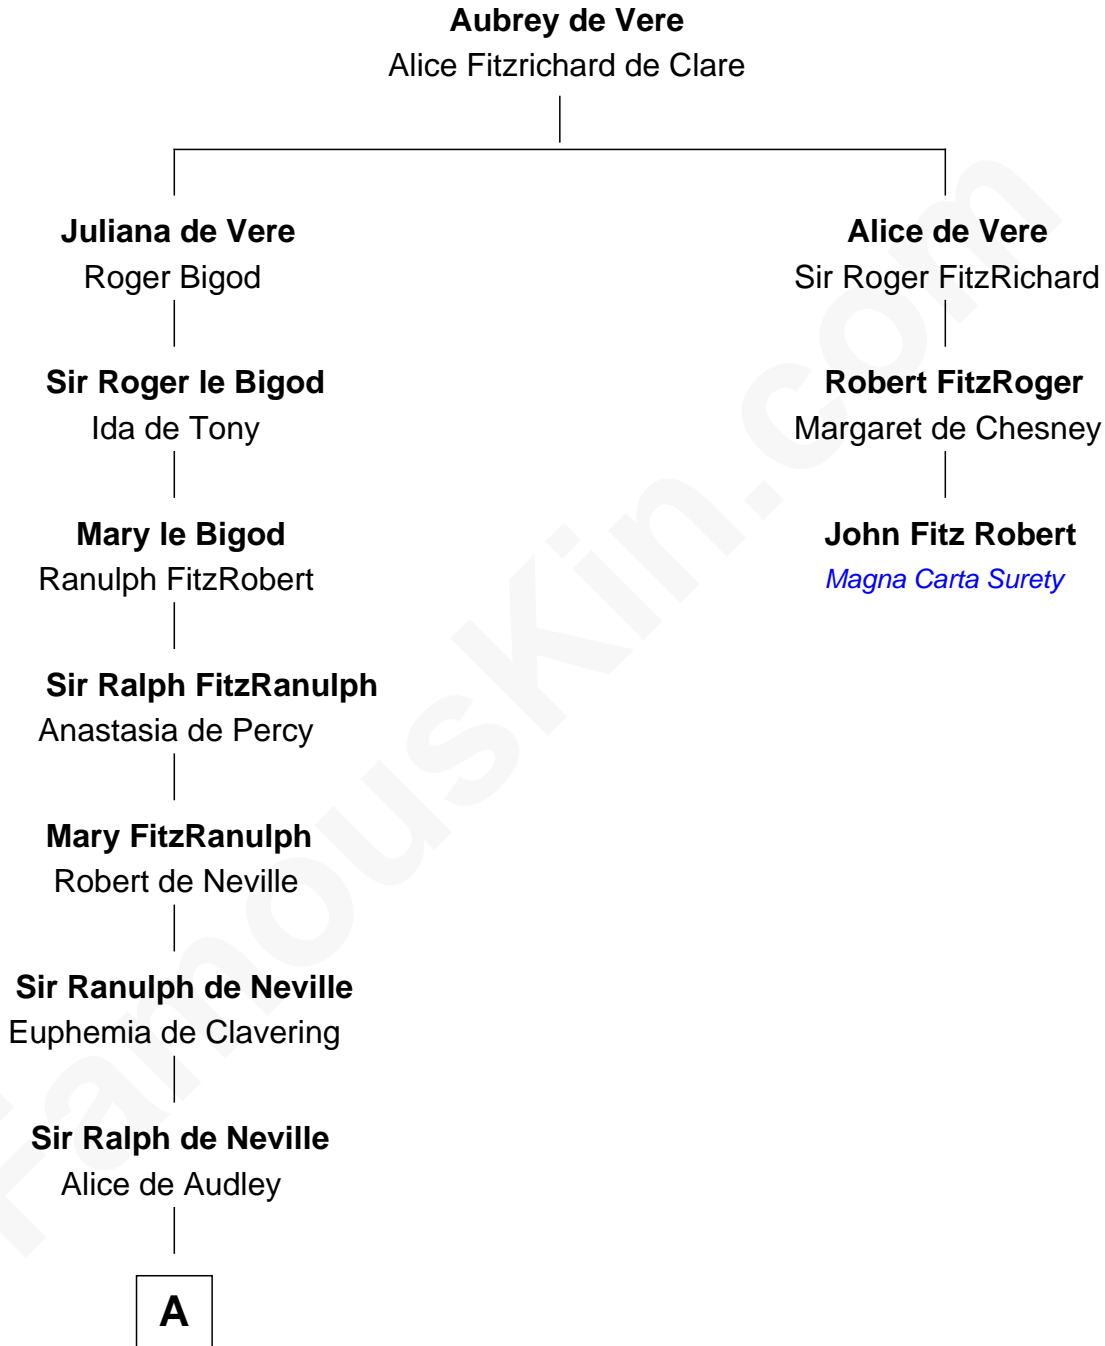 Aubrey de Vere
Alice Fitzrichard de Clare
Juliana de Vere
Roger Bigod
Alice de Vere
Sir Roger FitzRichard
Sir Roger le Bigod
Ida de Tony
Robert FitzRoger
Margaret de Chesney
Mary le Bigod
Ranulph FitzRobert
John Fitz Robert
Magna Carta Surety
Sir Ralph FitzRanulph
Anastasia de Percy
Mary FitzRanulph
Robert de Neville
Sir Ranulph de Neville
Euphemia de Clavering
Sir Ralph de Neville
Alice de Audley
A
FamousKin.com